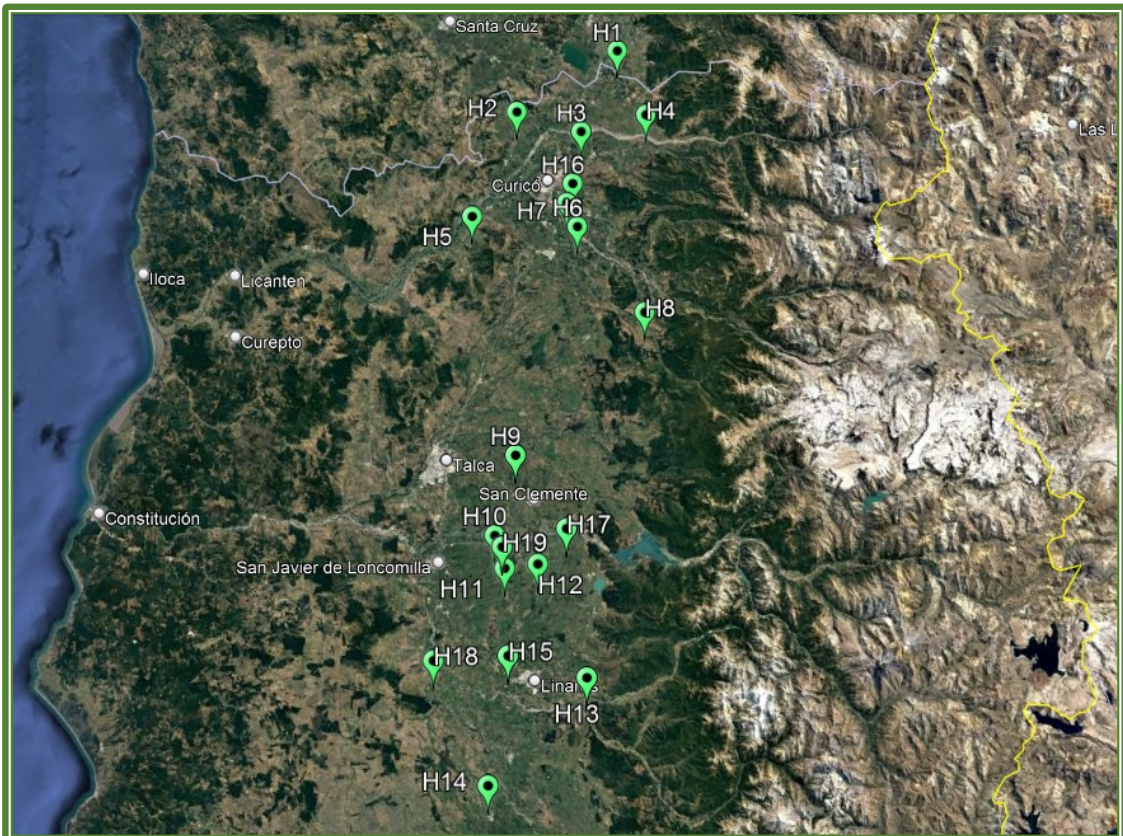 Santa Cruz
H1
H2
H3
H4
Las L
H16
Curicó
H7
H6
H5
Iloca
Licanten
H8
Curepto
H9
Talca
San Clemente
Constitución
H10
H17
H19
San Javier de Loncomilla
H11
H12
H18
H15
Linares
H13
H14